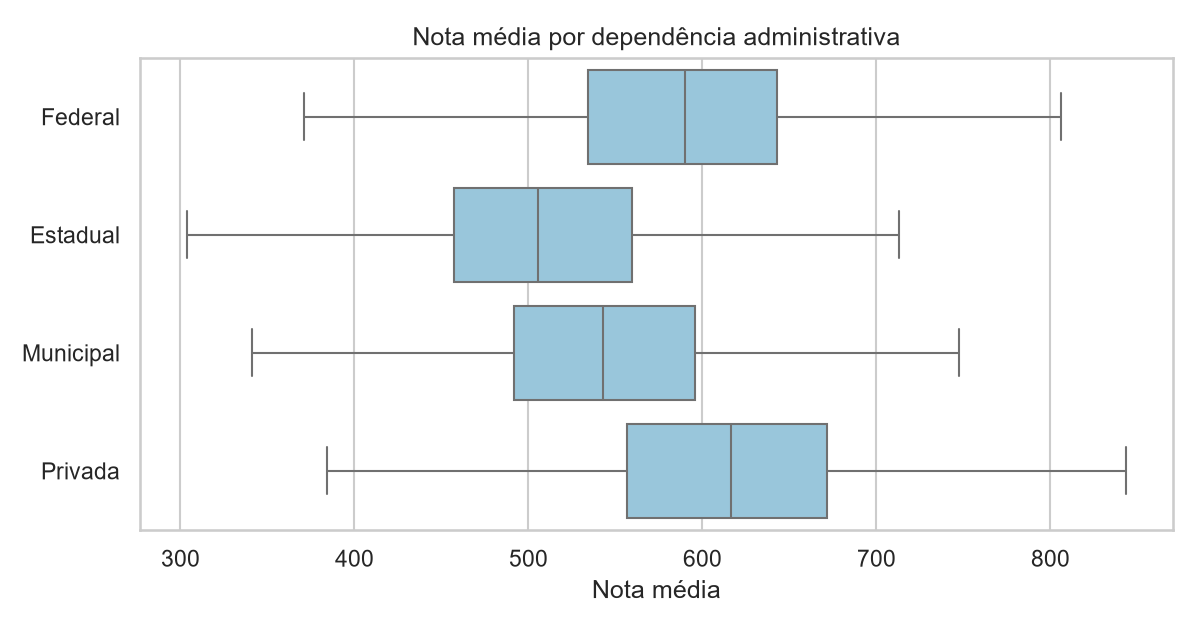 Nota média por dependência administrativa
Federal
Estadual
Municipal
Privada
300 400 500 600 700 800
Nota média